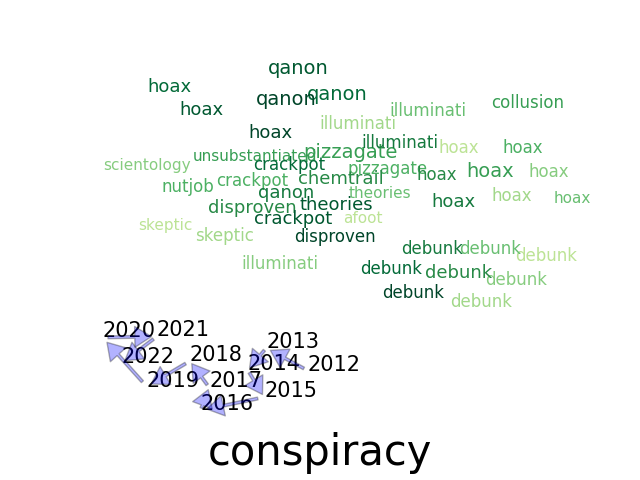 qanon
hoax
qanon
qanon
collusion
hoax
illuminati
illuminati
hoax
illuminati
hoax
hoax
pizzagate
unsubstantiated
scientology
crackpot
pizzagate
hoax
hoax
hoax
chemtrail
hoax
crackpot
nutjob
qanon
theories
hoax
hoax
theories
hoax
disproven
crackpot
afoot
skeptic
skeptic
disproven
debunk
debunk
debunk
illuminati
debunk
debunk
debunk
debunk
debunk
2020
2021
2013
2022
2018
2014
2012
2019
2017
2015
2016
conspiracy